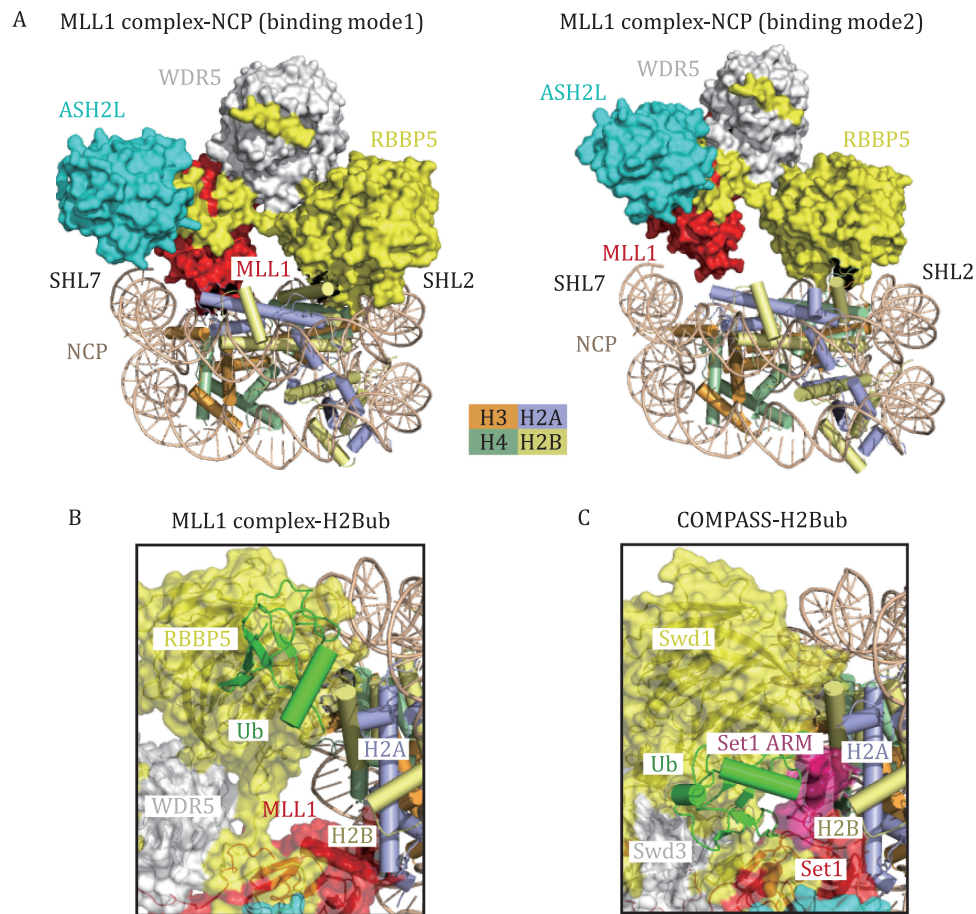 A
MLL1 complex-NCP (binding mode1)
MLL1 complex-NCP (binding mode2)
WDR5
ASH2L
RBBP5
MLL1
SHL7
SHL2
NCP
WDR5
ASH2L
RBBP5
MLL1
SHL7
SHL2
NCP
H3 H2A
H4 H2B
B
MLL1 complex-H2Bub
RBBP5
Ub
H2A
WDR5
MLL1
H2B
C
COMPASS-H2Bub
Swd1
Set1 ARM
Ub
H2A
H2B
Swd3
Set1